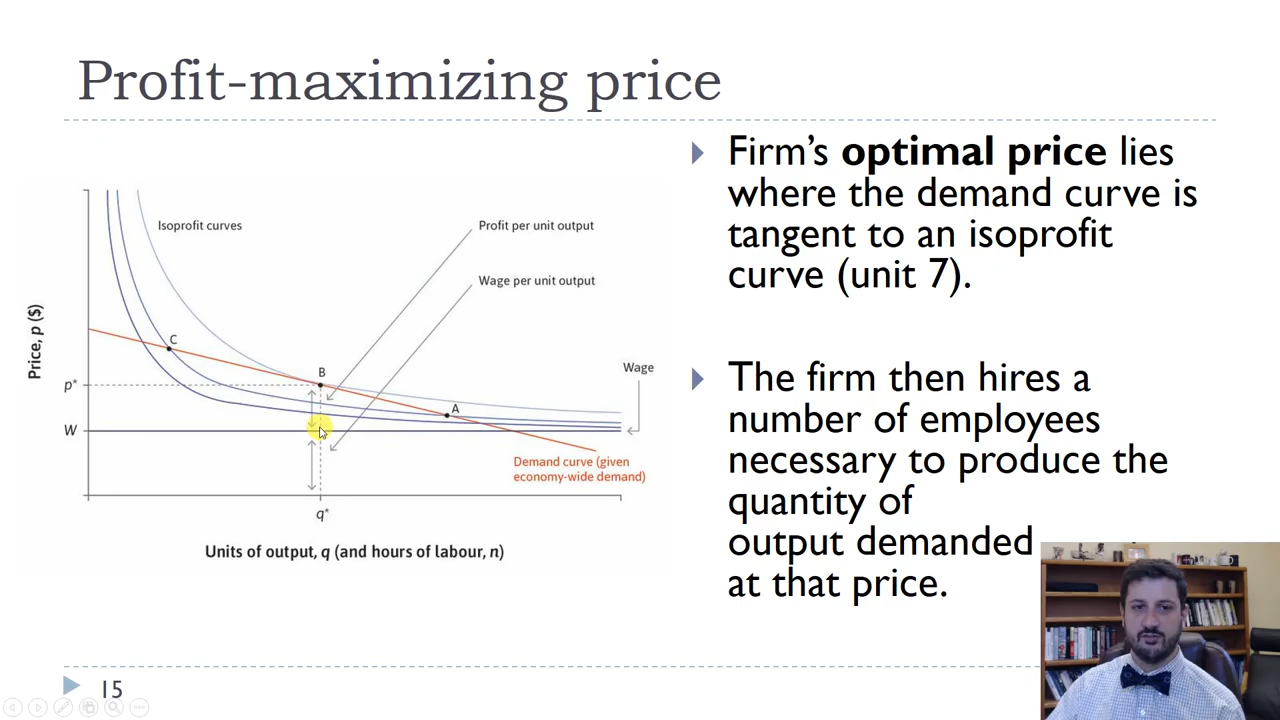 Profit-maximizing price
Isoprofit curves
Profit per unit output
Wage per unit output
Price, p ($)
C
B
A
Wage
p*
W
Demand curve (given
economy-wide demand)
q*
Units of output, q (and hours of labour, n)
Firm's optimal price lies
where the demand curve is
tangent to an isoprofit
curve (unit 7).
The firm then hires a
number of employees
necessary to produce the
quantity of
output demanded
at that price.
15